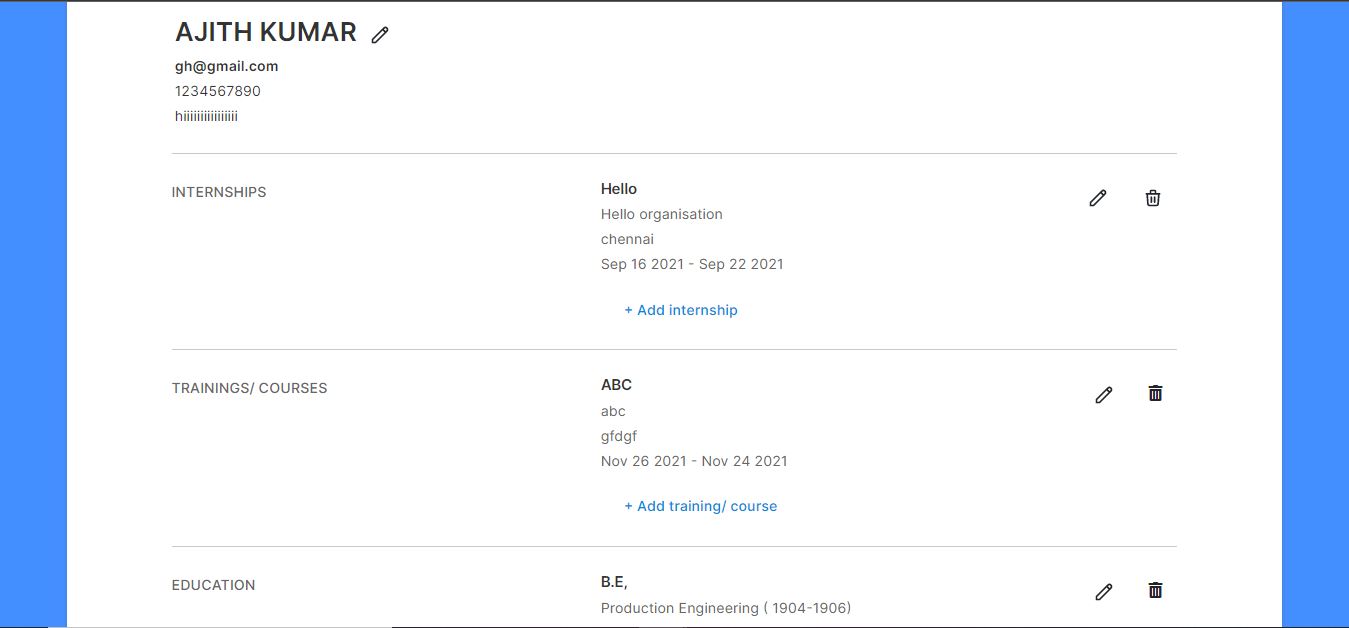 AJITH KUMAR
gh@gmail.com
1234567890
hiiiiiiiiiiiiiiii
INTERNSHIPS
Hello
Hello organisation
chennai
Sep 16 2021 - Sep 22 2021
+ Add internship
TRAININGS/ COURSES
ABC
abc
gfdgf
Nov 26 2021 - Nov 24 2021
+ Add training/ course
EDUCATION
B.E,
Production Engineering ( 1904-1906)